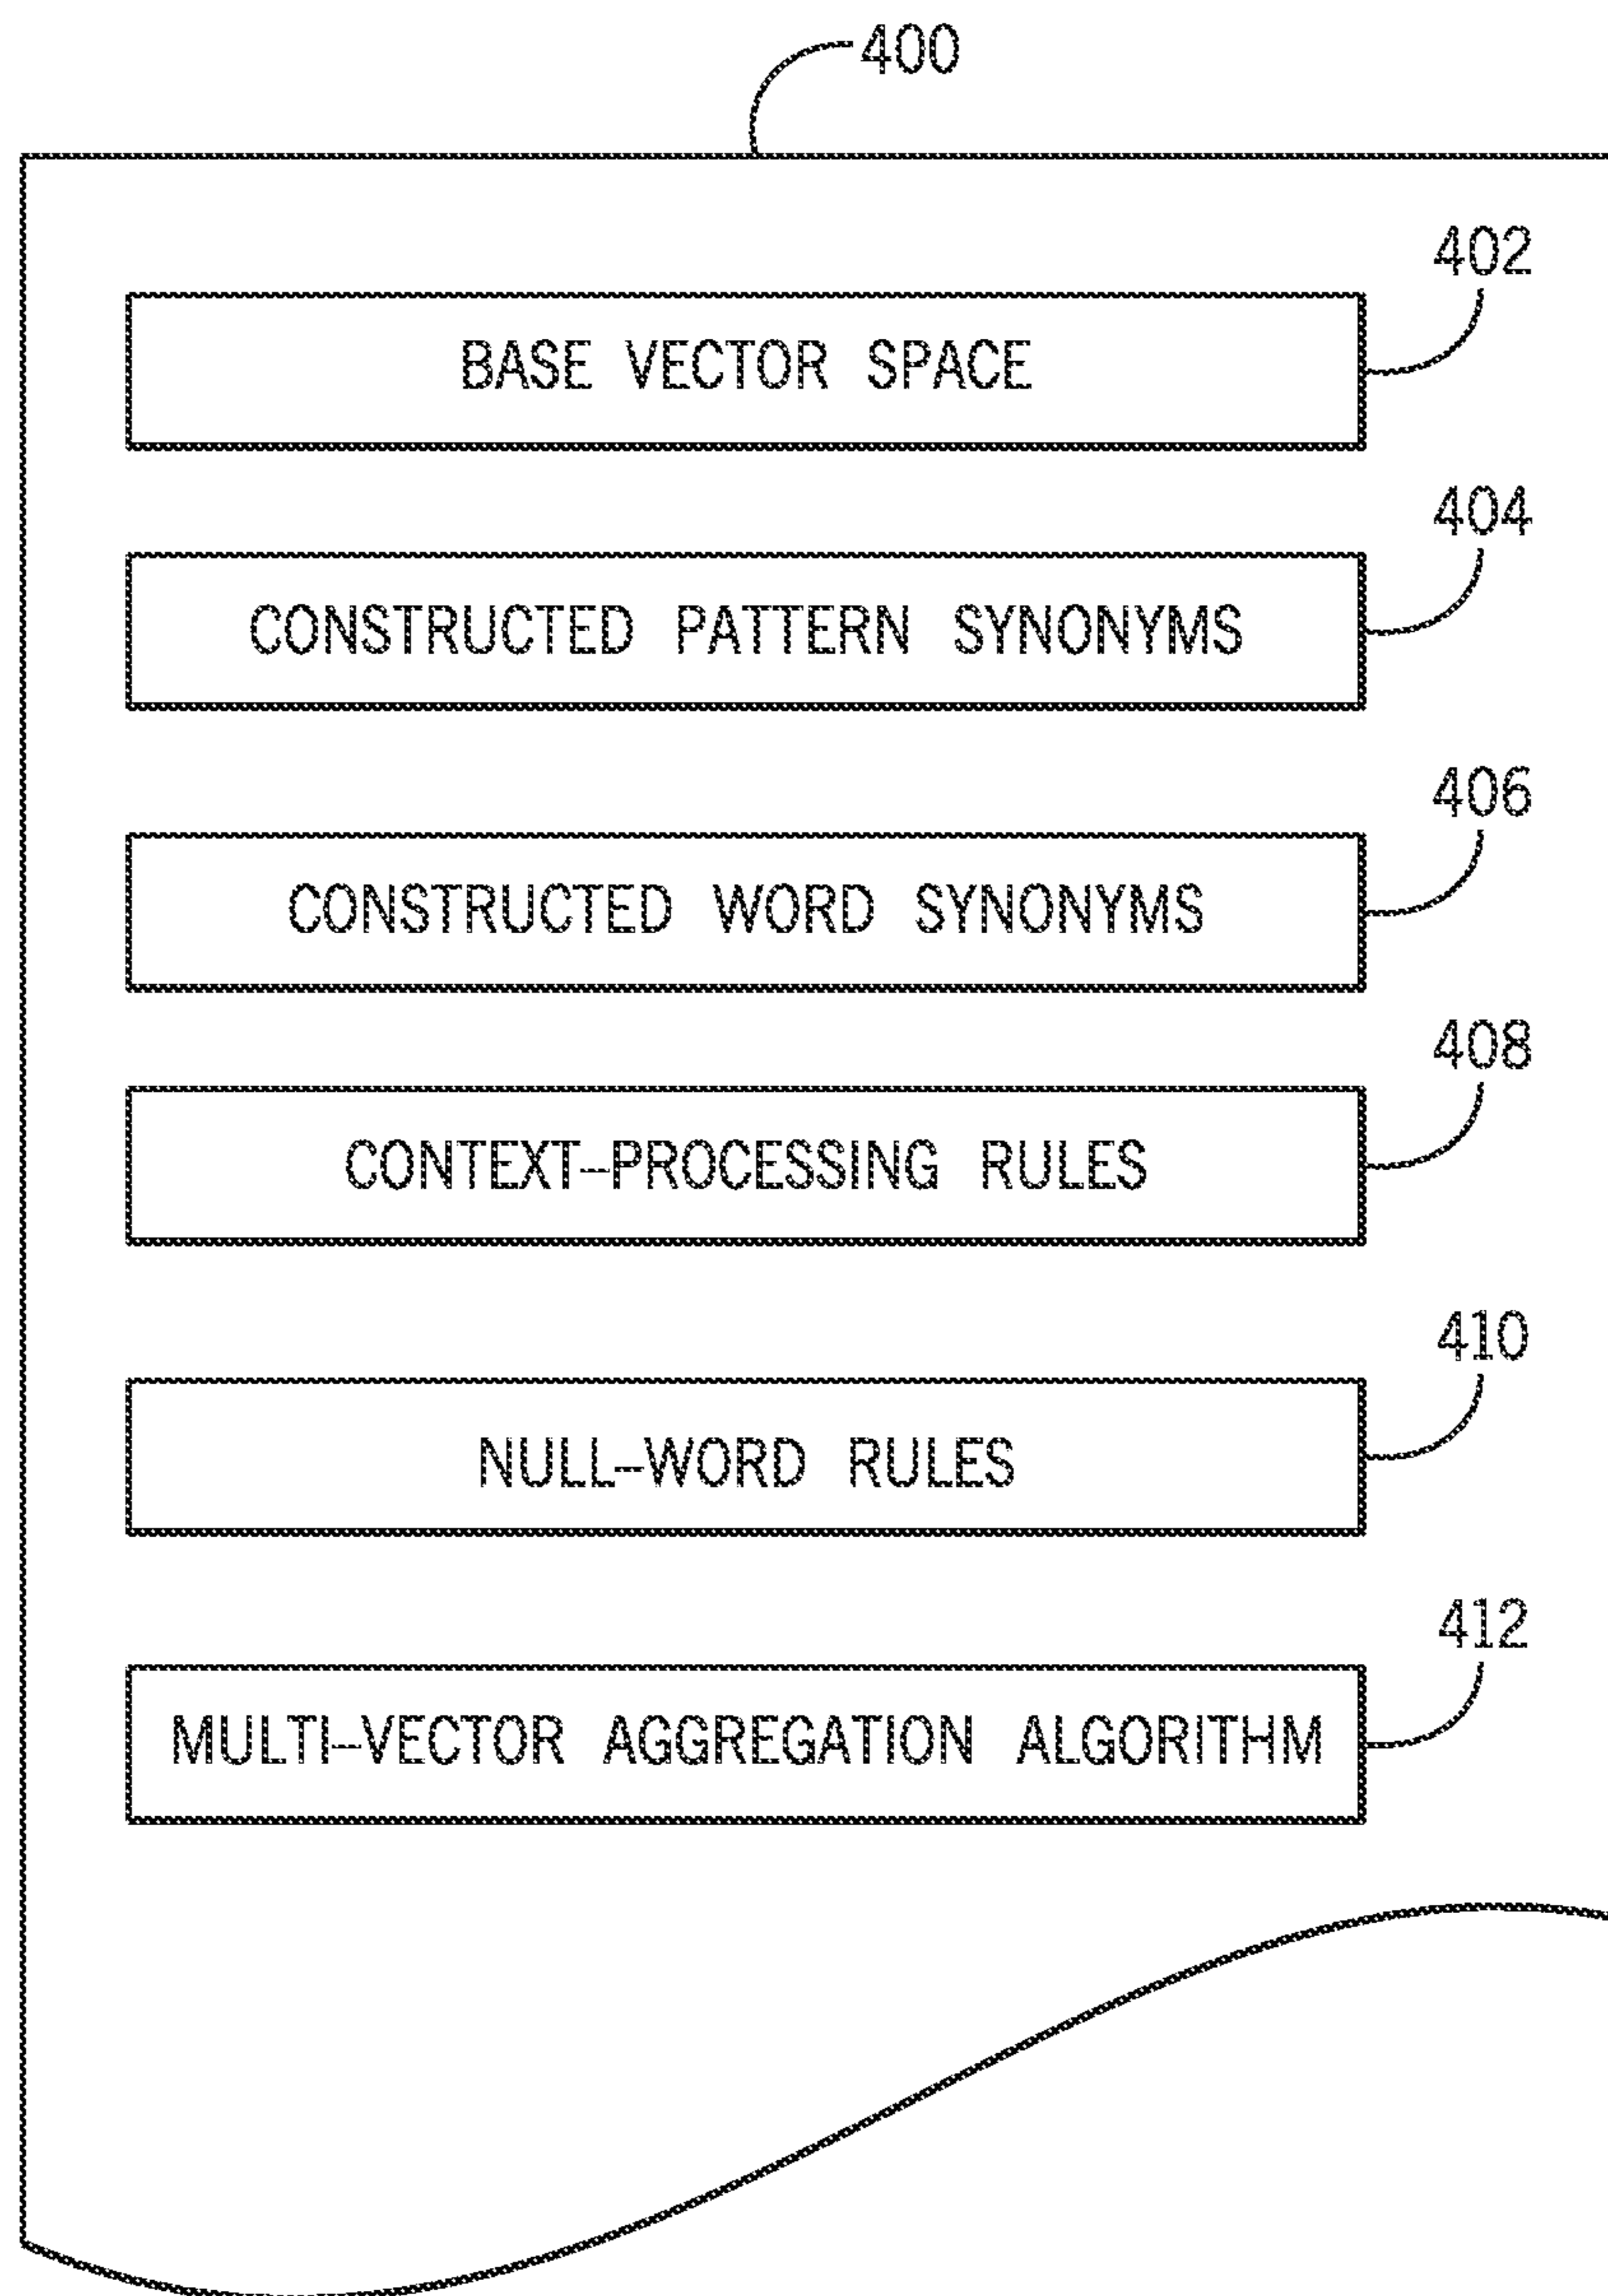 400
402
BASE VECTOR SPACE
404
CONSTRUCTED PATTERN SYNONYMS
406
CONSTRUCTED WORD SYNONYMS
408
CONTEXT-PROCESSING RULES
410
NULL-WORD RULES
412
MULTI-VECTOR AGGREGATION ALGORITHM